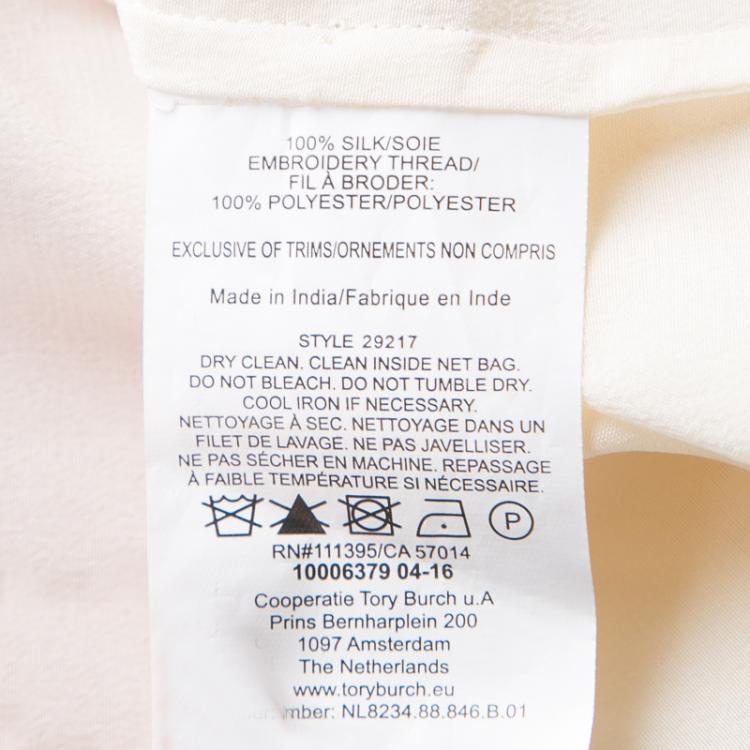 100% SILK/SOIE
EMBROIDERY THREAD/
FIL À BRODER:
100% POLYESTER/POLYESTER
EXCLUSIVE OF TRIMS/ORNEMENTS NON COMPRIS
Made in India/Fabrique en Inde
STYLE 29217
DRY CLEAN. CLEAN INSIDE NET BAG.
DO NOT BLEACH. DO NOT TUMBLE DRY.
COOL IRON IF NECESSARY.
NETTOYAGE À SEC. NETTOYAGE DANS UN
FILET DE LAVAGE. NE PAS JAVELLISER.
NE PAS SÉCHER EN MACHINE. REPASSAGE
À FAIBLE TEMPÉRATURE SI NÉCESSAIRE.
P
RN#111395/CA 57014
10006379 04-16
Cooperatie Tory Burch u.A
Prins Bernharplein 200
1097 Amsterdam
The Netherlands
www.toryburch.eu
NL8234.88.846.B.01